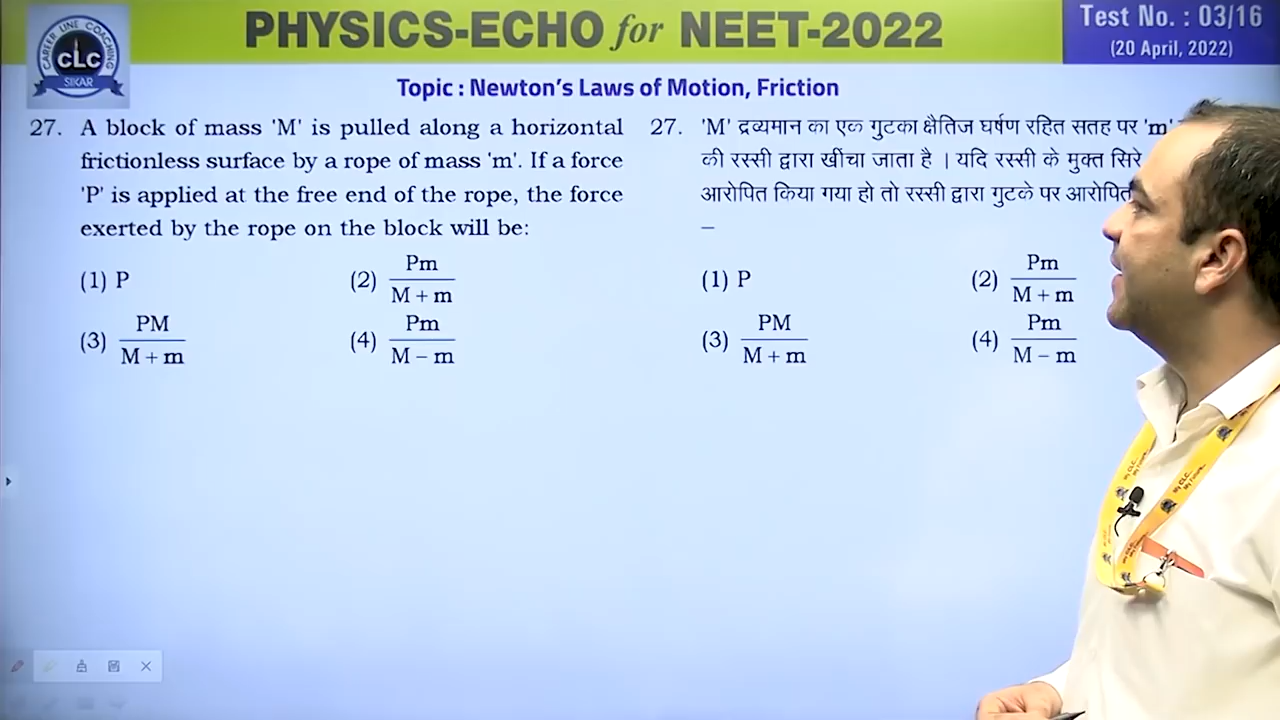 PHYSICS-ECHO for NEET-2022
Test No. : 03/16
(20 April, 2022)
CAREER LINE COACHING
CLC
SIKAR
Topic : Newton's Laws of Motion, Friction
27. A block of mass 'M' is pulled along a horizontal
frictionless surface by a rope of mass 'm'. If a force
'P' is applied at the free end of the rope, the force
exerted by the rope on the block will be:
(1) P
(2) Pm / M + m
(3) PM / M + m
(4) Pm / M – m
27. 'M' द्रव्यमान का एक गुटका क्षैतिज घर्षण रहित सतह पर 'm'
की रस्सी द्वारा खींचा जाता है । यदि रस्सी के मुक्त सिरे
आरोपित किया गया हो तो रस्सी द्वारा गुटके पर आरोपित
–
(1) P
(2) Pm / M + m
(3) PM / M + m
(4) Pm / M – m